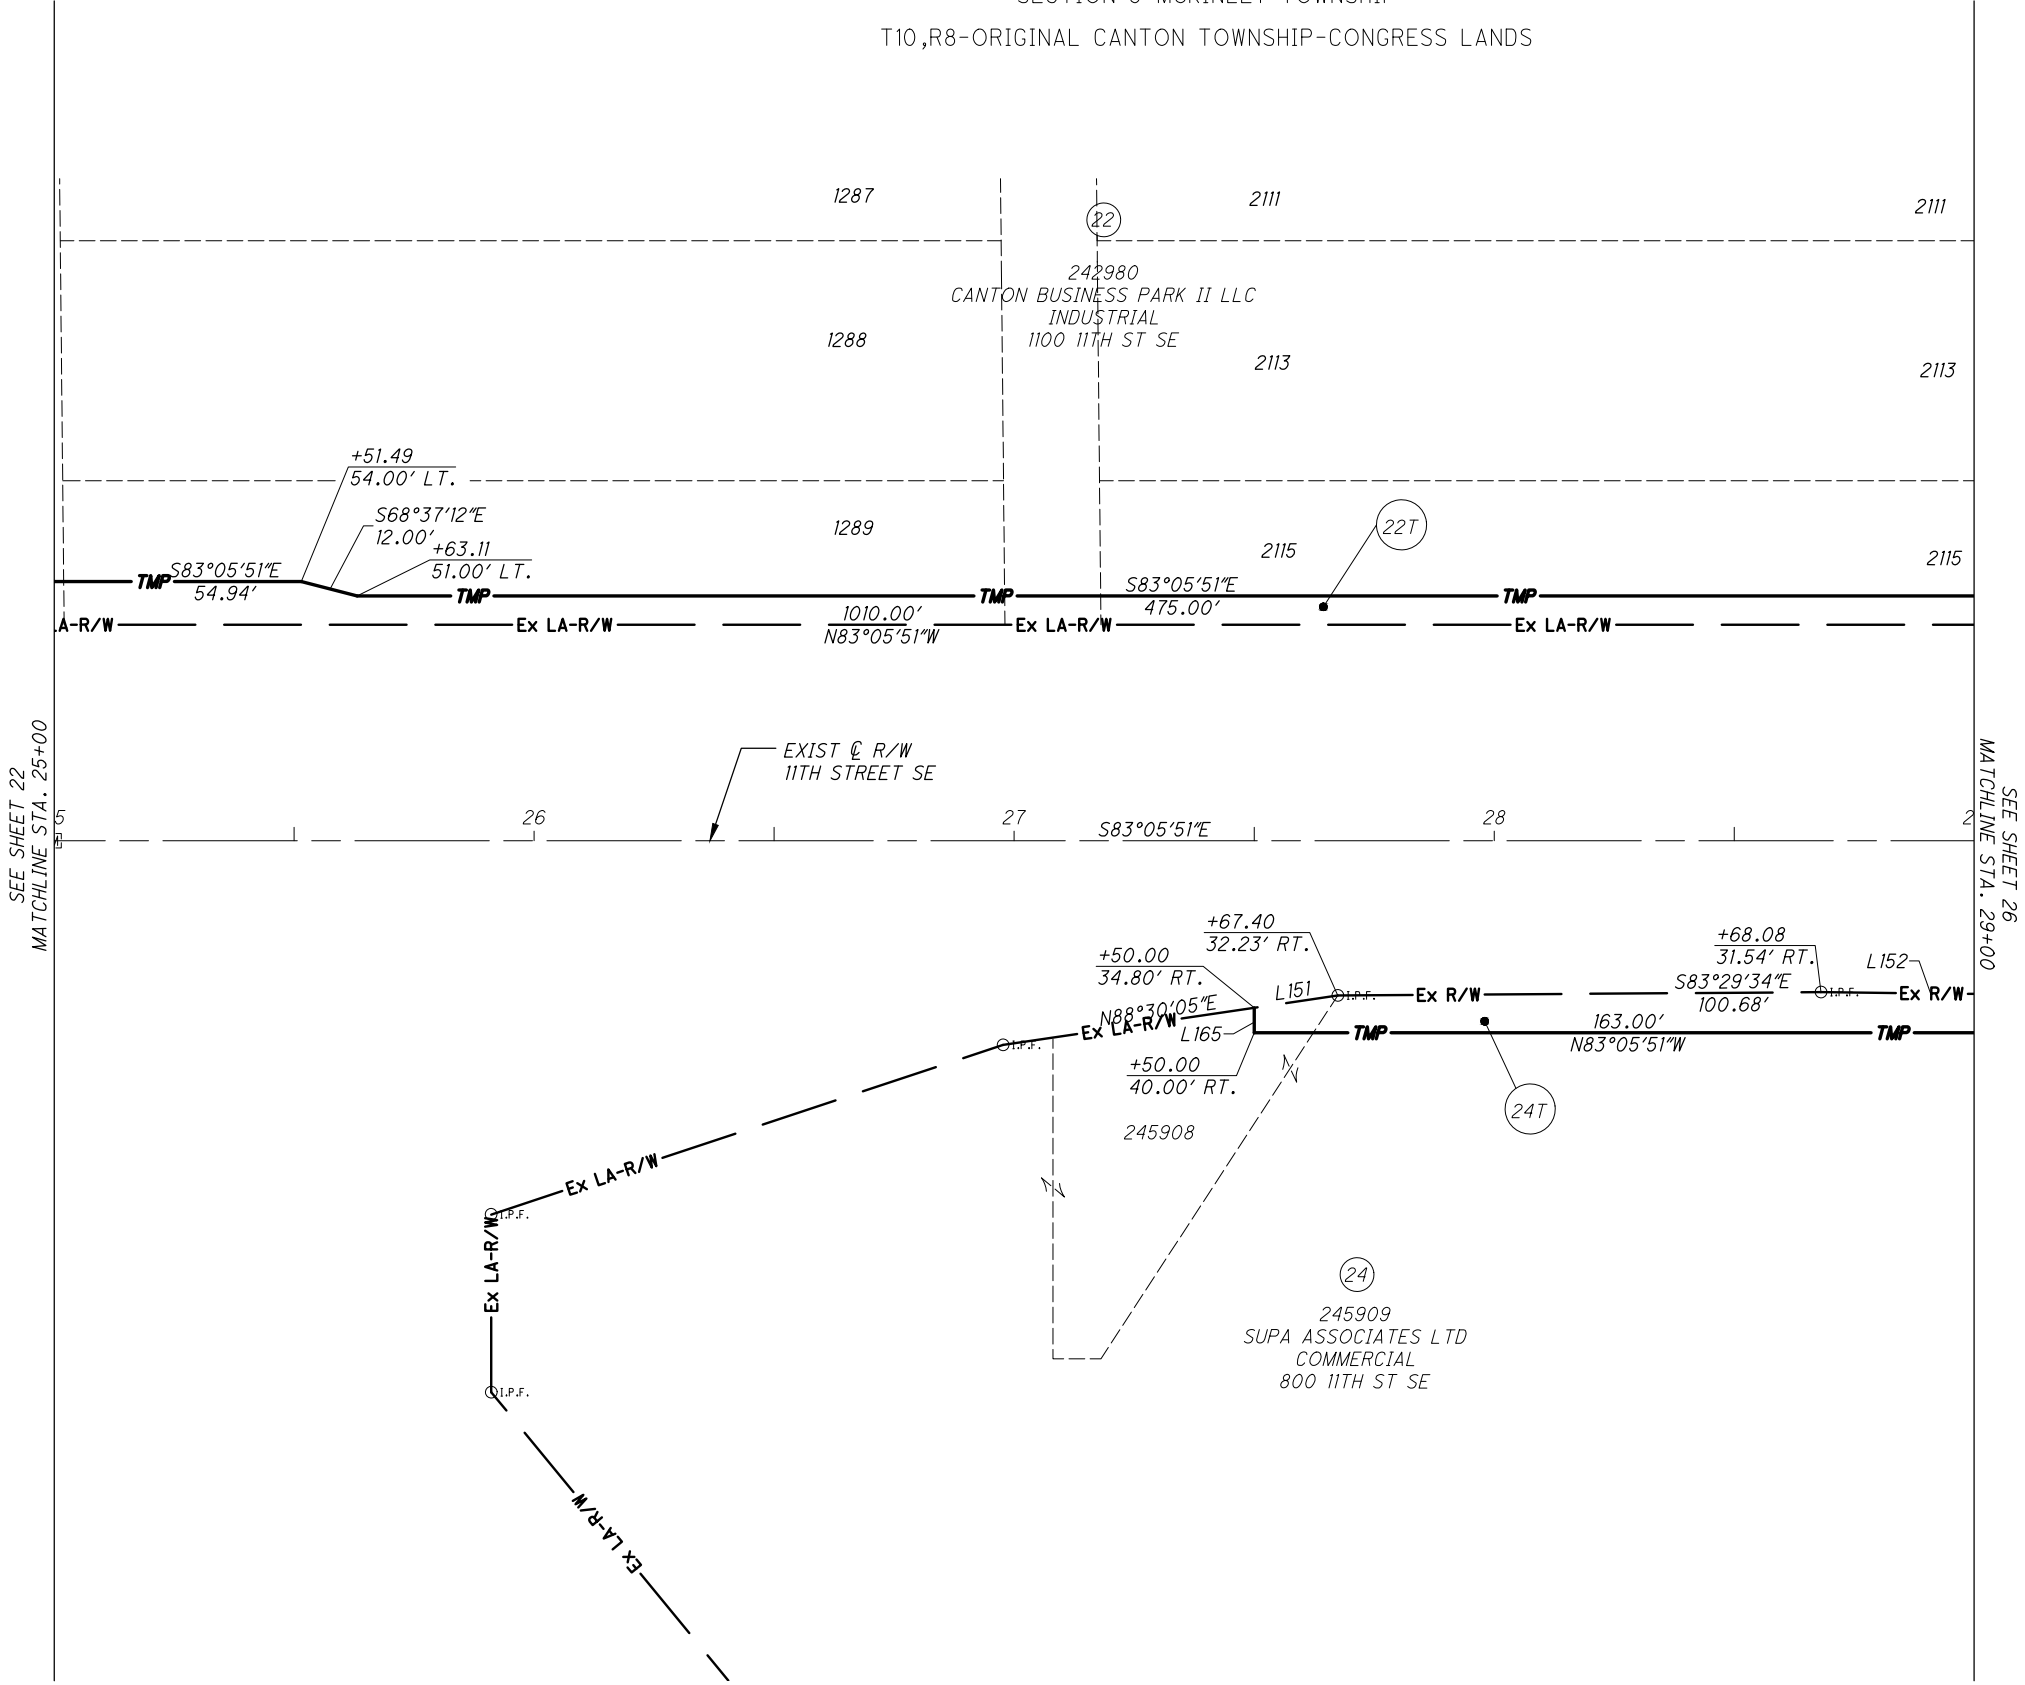 T10,R8-ORIGINAL CANTON TOWNSHIP-CONGRESS LANDS
1287
2111
2111
22
242980
CANTON BUSINESS PARK II LLC
INDUSTRIAL
1100 11TH ST SE
1288
2113
2113
+51.49
54.00' LT.
S68°37'12"E
12.00'
+63.11
51.00' LT.
1289
2115
2115
22T
TMP
S83°05'51"E
54.94'
TMP
TMP
S83°05'51"E
475.00'
TMP
A-R/W
Ex LA-R/W
1010.00'
N83°05'51"W
Ex LA-R/W
Ex LA-R/W
SEE SHEET 22
MATCHLINE STA. 25+00
EXIST ℄ R/W
11TH STREET SE
5
26
27
S83°05'51"E
28
2
SEE SHEET 26
MATCHLINE STA. 29+00
+67.40
32.23' RT.
+50.00
34.80' RT.
+68.08
31.54' RT.
L152
L151
I.P.F.
Ex R/W
S83°29'34"E
100.68'
I.P.F.
Ex R/W
N88°30'05"E
Ex LA-R/W
L165
I.P.F.
TMP
163.00'
N83°05'51"W
TMP
+50.00
40.00' RT.
24T
245908
Ex LA-R/W
I.P.F.
Ex LA-R/W
I.P.F.
24
245909
SUPA ASSOCIATES LTD
COMMERCIAL
800 11TH ST SE
Ex LA-R/W